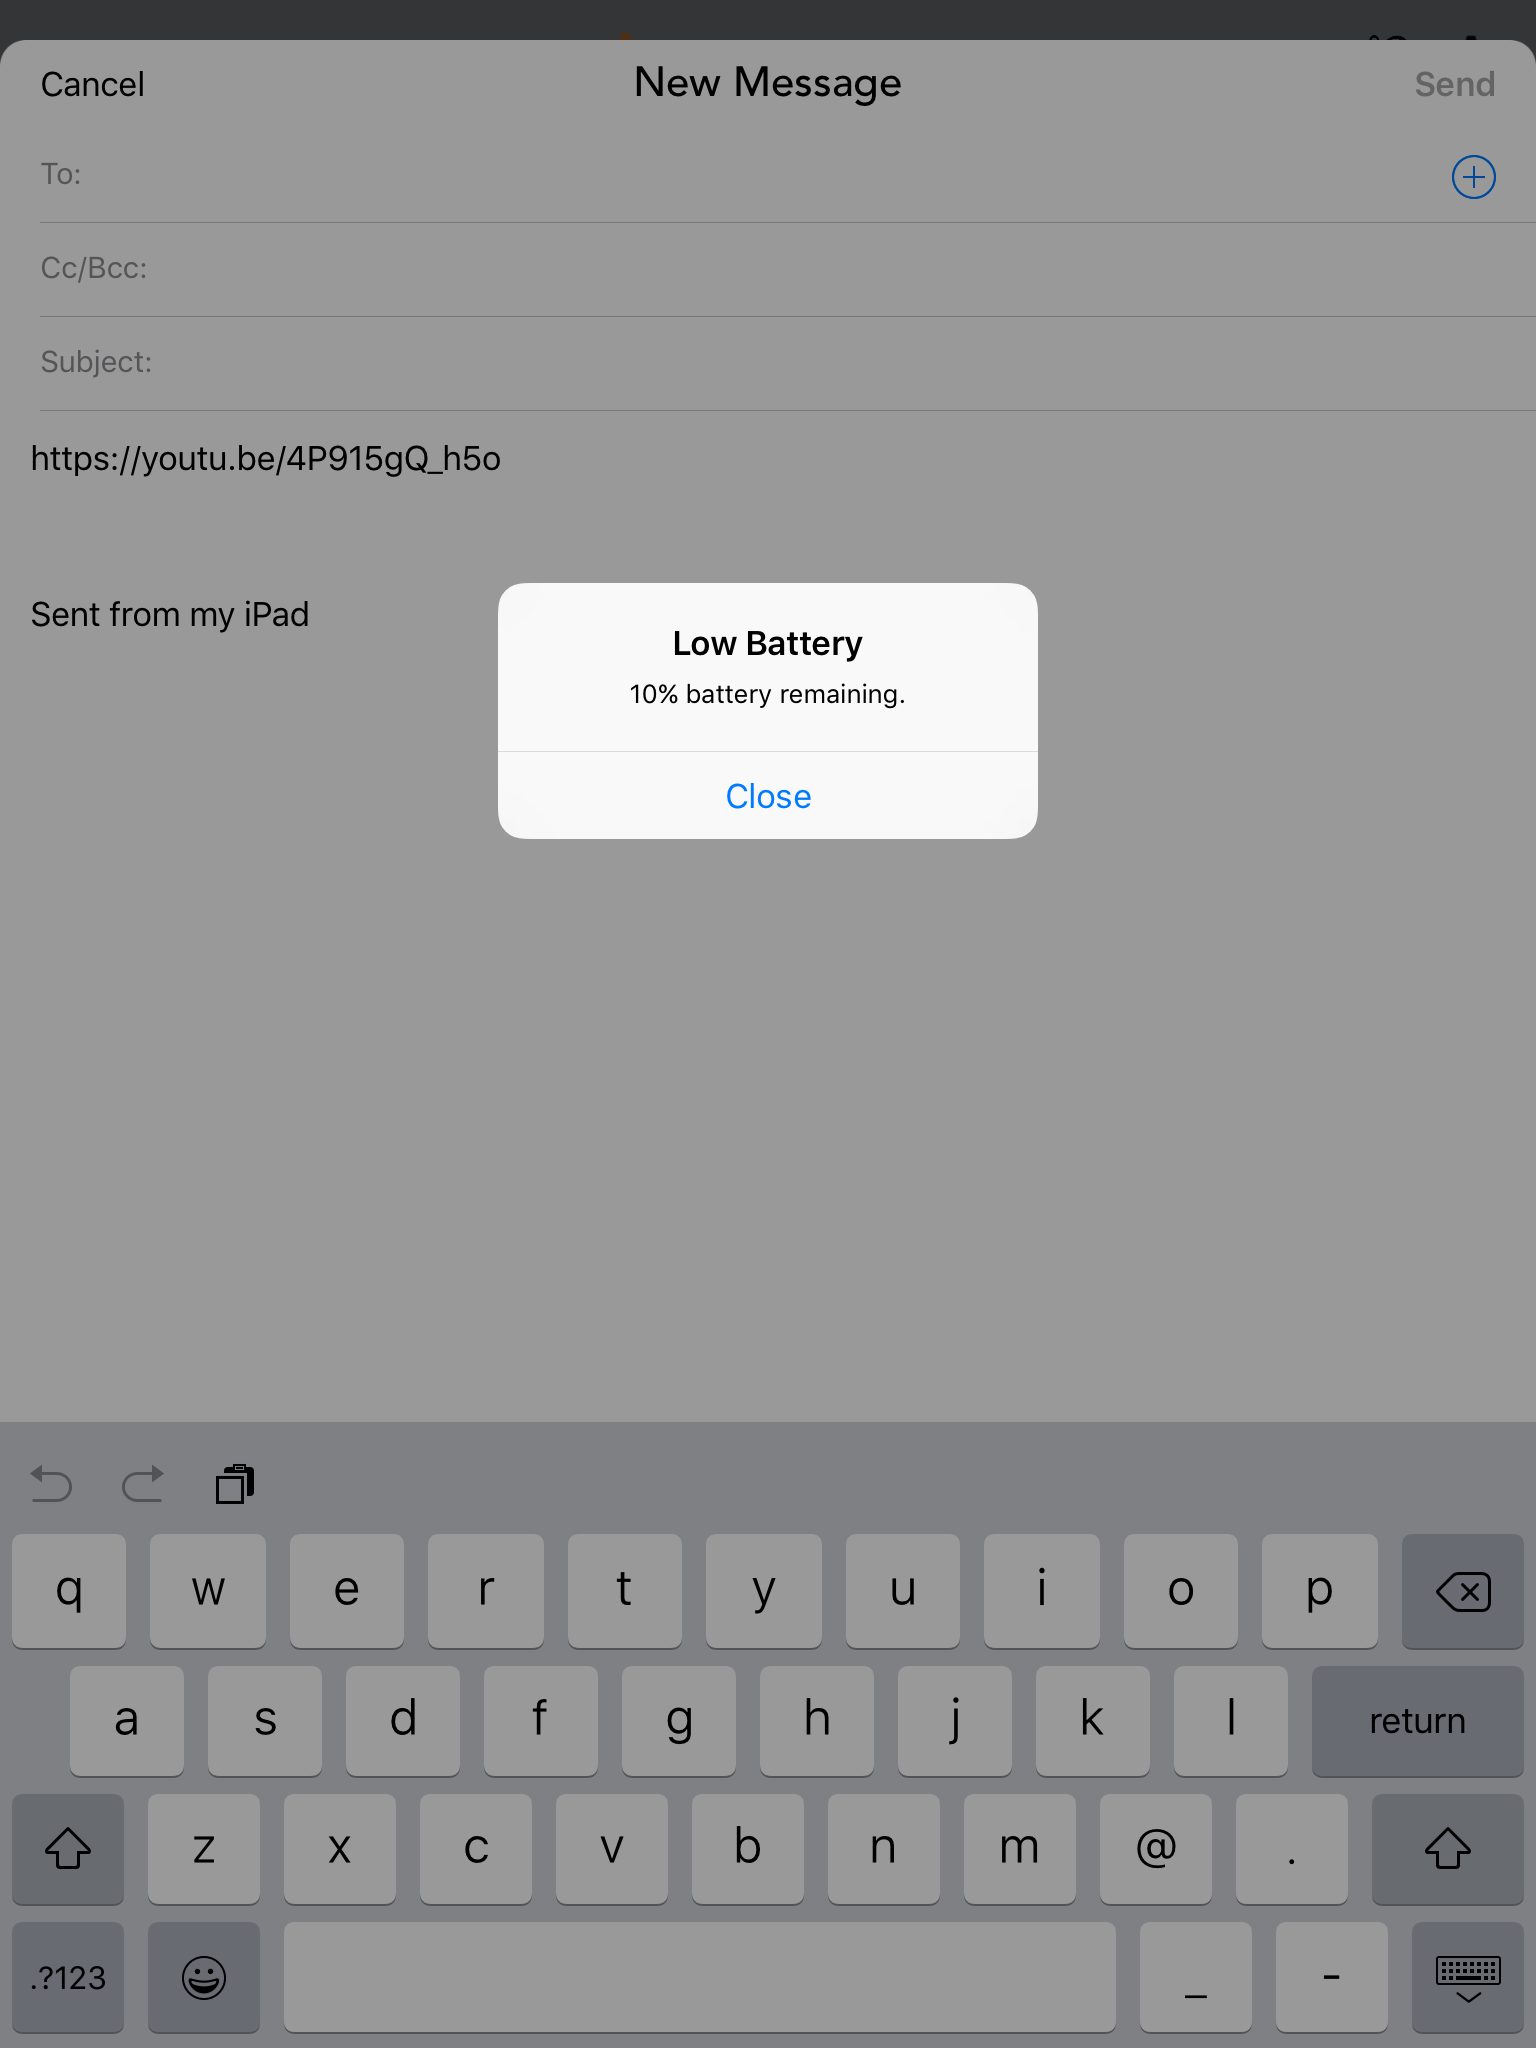 Cancel New Message Send
To:
Cc/Bcc:
Subject:
https://youtu.be/4P915gQ_h5o
Sent from my iPad
Low Battery
10% battery remaining.
Close
q w e r t y u i o p
a s d f g h j k l return
z x c v b n m @ .
.?123 _ -